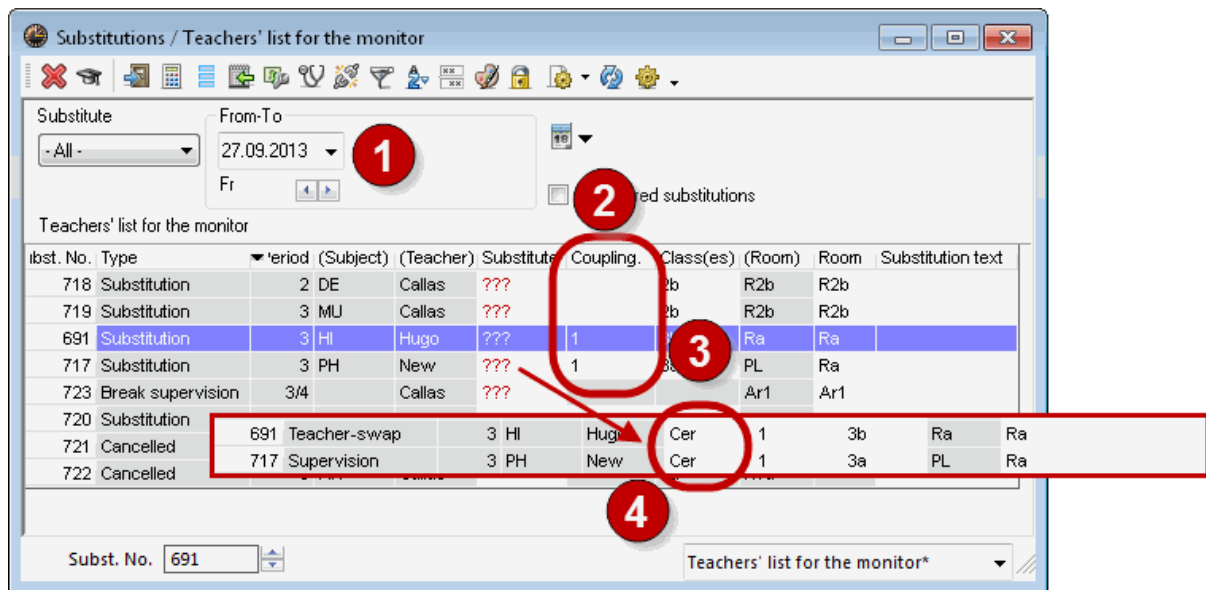 Substitutions / Teachers' list for the monitor
Substitute From-To
- All - 27.09.2013 1
Fr
2 substitutions
Teachers' list for the monitor
No. Type (Subject) (Teacher) Substitute Coupling. Class(es) (Room) Room Substitution text
718 Substitution 2 DE Callas ??? 2b R2b R2b
719 Substitution 3 MU Callas ??? 2b R2b R2b
691 Substitution 3 HI Hugo ??? 1 3 Ra Ra
717 Substitution 3 PH New ??? 1 PL Ra
723 Break supervision 3/4 Callas ??? Ar1 Ar1
720 Substitution
691 Teacher-swap 3 HI Hugo Cer 1 3b Ra Ra
721 Cancelled
717 Supervision 3 PH New Cer 1 3a PL Ra
722 Cancelled
4
Subst. No. 691 Teachers' list for the monitor*